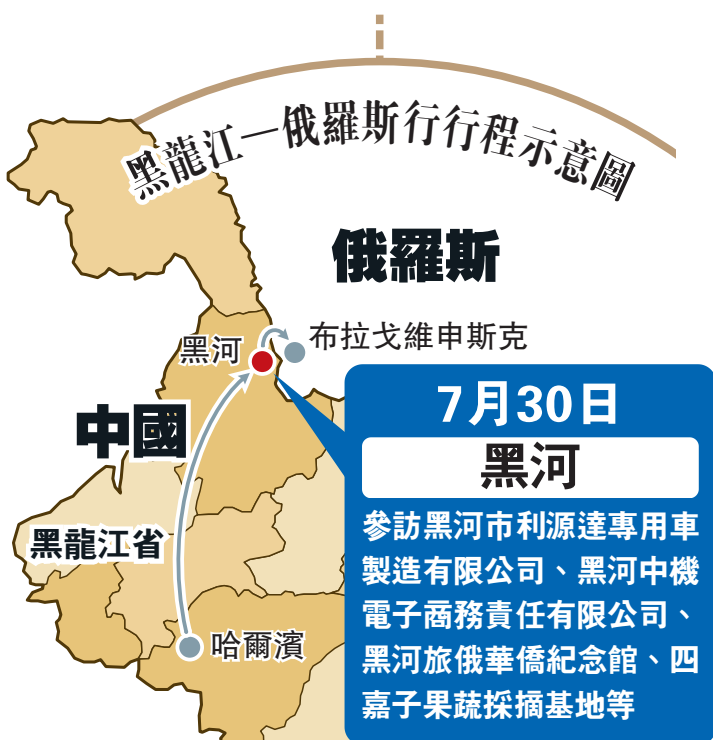 黑龍江—俄羅斯行行程示意圖
俄羅斯
布拉戈維申斯克
黑河
中國
黑龍江省
哈爾濱
7月30日
黑河
參訪黑河市利源達專用車
製造有限公司、黑河中機
電子商務責任有限公司、
黑河旅俄華僑紀念館、四
嘉子果蔬採摘基地等